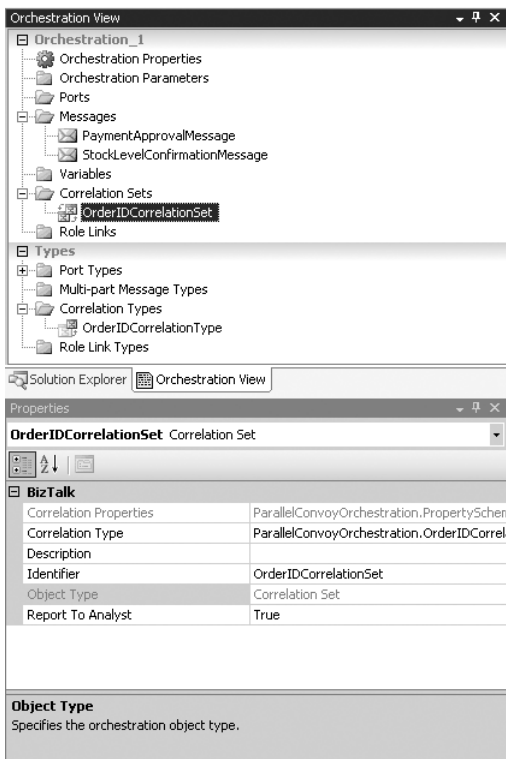 Orchestration View
Orchestration_1
Orchestration Properties
Orchestration Parameters
Ports
Messages
PaymentApprovalMessage
StockLevelConfirmationMessage
Variables
Correlation Sets
OrderIDCorrelationSet
Role Links
Types
Port Types
Multi-part Message Types
Correlation Types
OrderIDCorrelationType
Role Link Types
Solution Explorer Orchestration View
Properties
OrderIDCorrelationSet Correlation Set
BizTalk
Correlation Properties ParallelConvoyOrchestration.PropertySchem
Correlation Type ParallelConvoyOrchestration.OrderIDCorrel
Description
Identifier OrderIDCorrelationSet
Object Type Correlation Set
Report To Analyst True
Object Type
Specifies the orchestration object type.